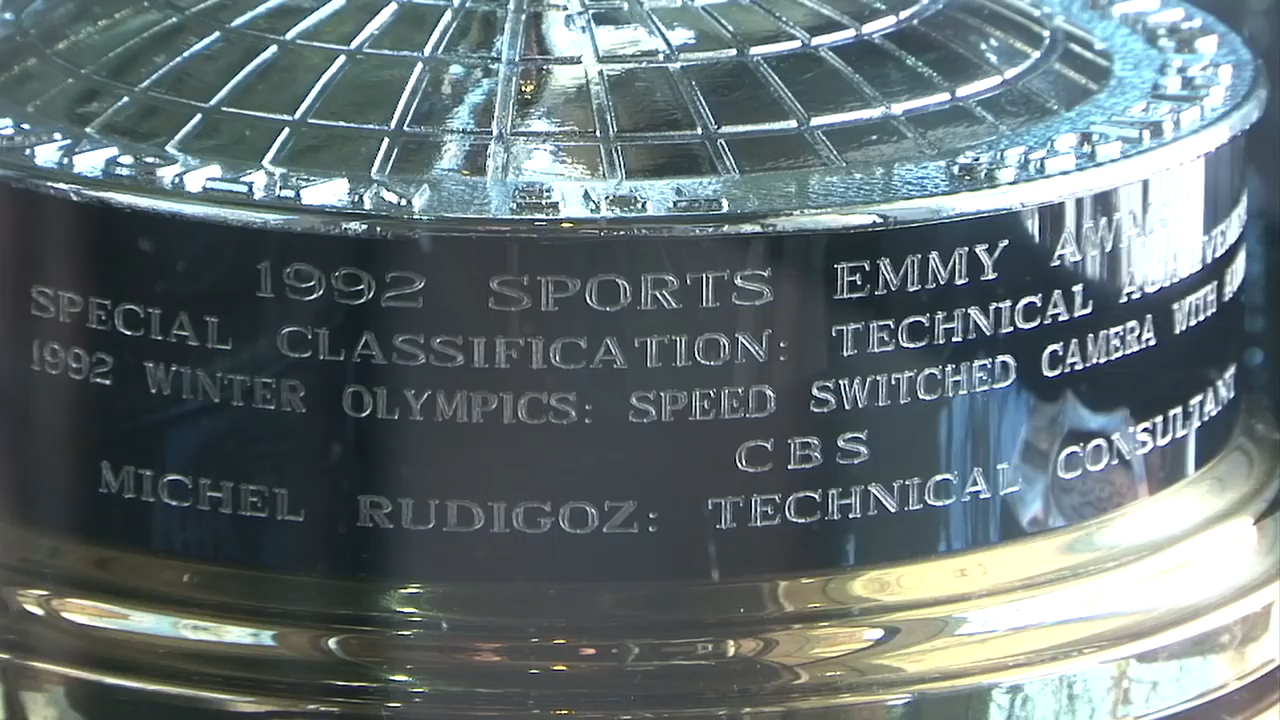 1992 SPORTS EMMY
SPECIAL CLASSIFICATION: TECHNICAL
1992 WINTER OLYMPICS: SPEED SWITCHED CAMERA WITH
CBS
MICHEL RUDIGOZ: TECHNICAL CONSULTANT